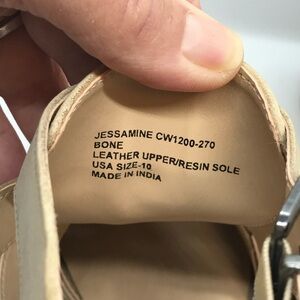 JESSAMINE CW1200-270
BONE
LEATHER UPPER/RESIN SOLE
USA SIZE-10
MADE IN INDIA